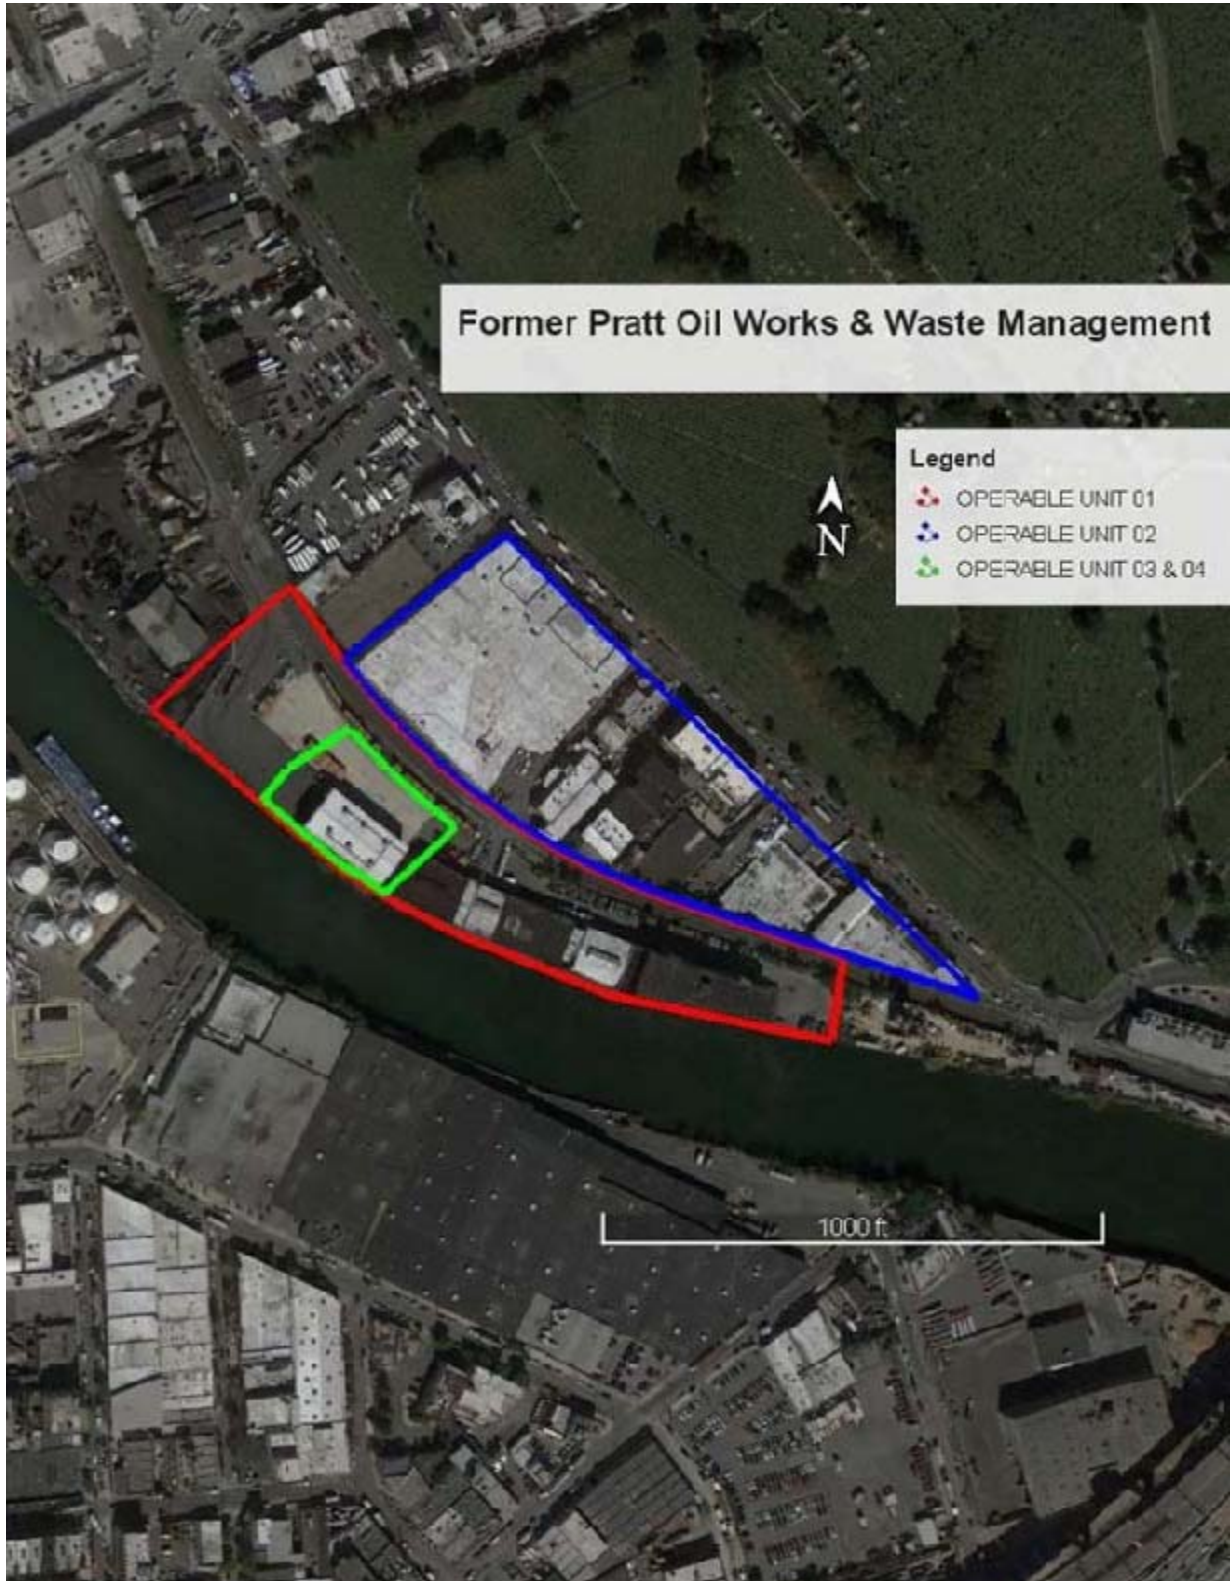 Former Pratt Oil Works & Waste Management
Legend
OPERABLE UNIT 01
OPERABLE UNIT 02
OPERABLE UNIT 03 & 04
N
1000 ft